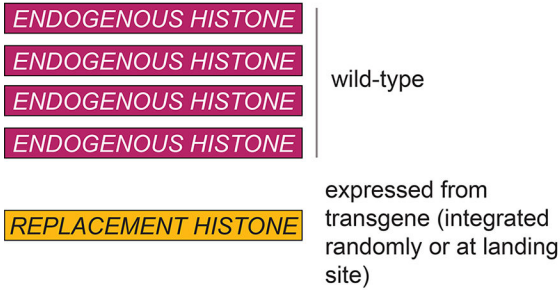 ENDOGENOUS HISTONE
ENDOGENOUS HISTONE
ENDOGENOUS HISTONE
ENDOGENOUS HISTONE
wild-type
REPLACEMENT HISTONE
expressed from
transgene (integrated
randomly or at landing
site)